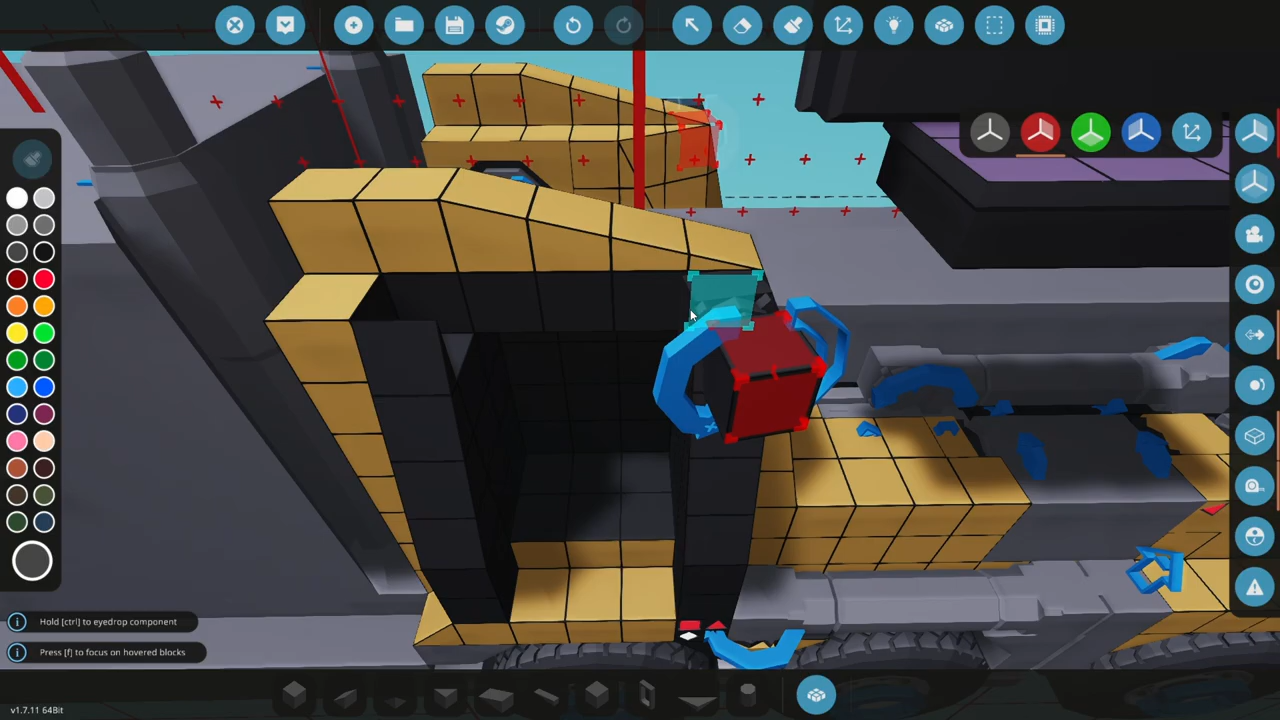 Hold [ctrl] to eyedrop component
Press [f] to focus on hovered blocks
v1.7.11 64Bit